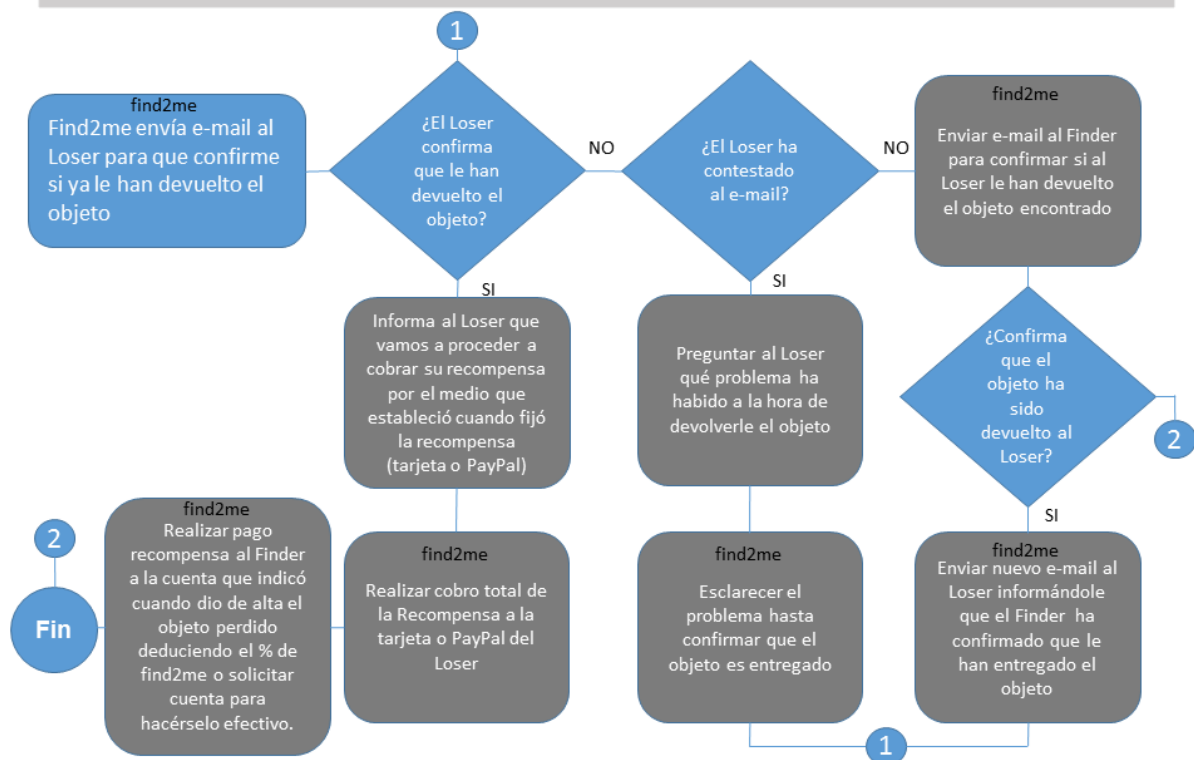 1
find2me
Find2me envía e-mail al
Loser para que confirme
si ya le han devuelto el
objeto
¿El Loser
confirma
que le han
devuelto el
objeto?
NO
¿El Loser ha
contestado
al e-mail?
NO
find2me
Enviar e-mail al Finder
para confirmar si al
Loser le han devuelto
el objeto encontrado
SI
Informa al Loser que
vamos a proceder a
cobrar su recompensa
por el medio que
estableció cuando fijó
la recompensa
(tarjeta o PayPal)
SI
Preguntar al Loser
qué problema ha
habido a la hora de
devolverle el objeto
¿Confirma
que el
objeto ha
sido
devuelto al
Loser?
2
SI
2
Fin
find2me
Realizar pago
recompensa al Finder
a la cuenta que indicó
cuando dio de alta el
objeto perdido
deduciendo el % de
find2me o solicitar
cuenta para
hacérselo efectivo.
find2me
Realizar cobro total de
la Recompensa a la
tarjeta o PayPal del
Loser
find2me
Esclarecer el
problema hasta
confirmar que el
objeto es entregado
find2me
Enviar nuevo e-mail al
Loser informándole
que el Finder ha
confirmado que le
han entregado el
objeto
1